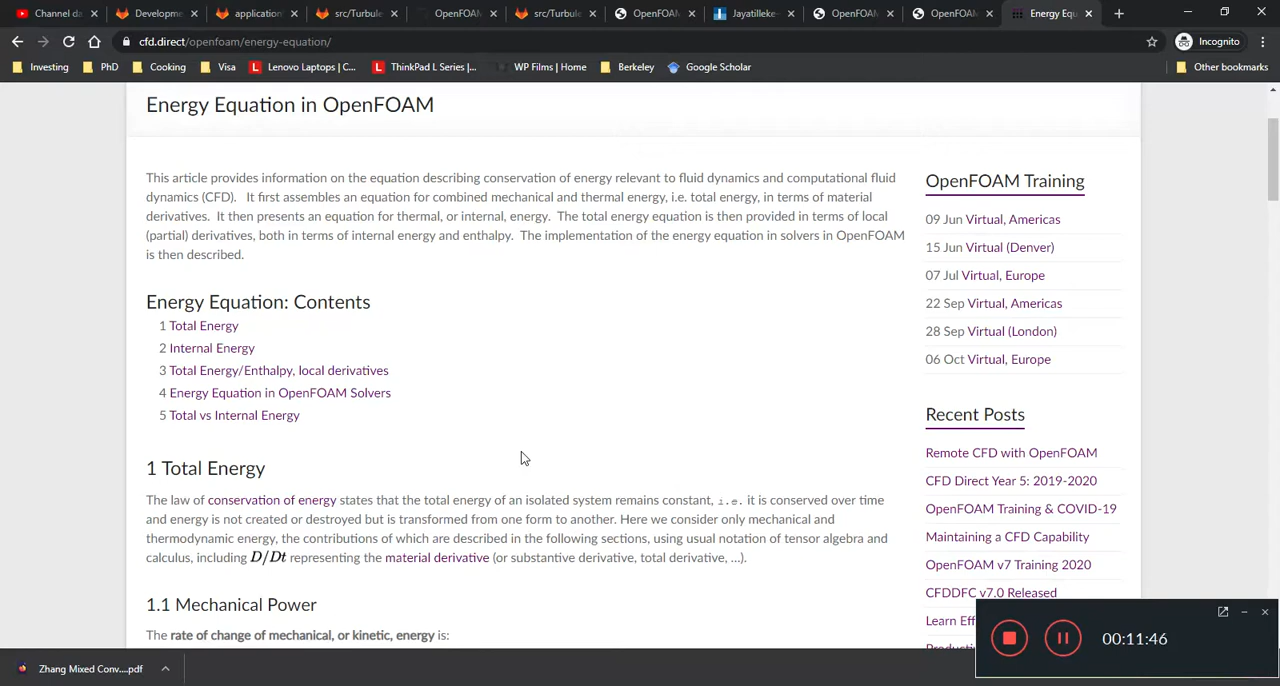 Channel da
Developm
application
src/Turbule
OpenFOAM
src/Turbule
OpenFOAM
Jayatilleke-
OpenFOAM
OpenFOAM
Energy Equ
cfd.direct/openfoam/energy-equation/
Incognito
Investing
PhD
Cooking
Visa
Lenovo Laptops | C...
ThinkPad L Series |...
WP Films | Home
Berkeley
Google Scholar
Other bookmarks
Energy Equation in OpenFOAM
This article provides information on the equation describing conservation of energy relevant to fluid dynamics and computational fluid
dynamics (CFD). It first assembles an equation for combined mechanical and thermal energy, i.e. total energy, in terms of material
derivatives. It then presents an equation for thermal, or internal, energy. The total energy equation is then provided in terms of local
(partial) derivatives, both in terms of internal energy and enthalpy. The implementation of the energy equation in solvers in OpenFOAM
is then described.
Energy Equation: Contents
1 Total Energy
2 Internal Energy
3 Total Energy/Enthalpy, local derivatives
4 Energy Equation in OpenFOAM Solvers
5 Total vs Internal Energy
1 Total Energy
The law of conservation of energy states that the total energy of an isolated system remains constant, i.e. it is conserved over time
and energy is not created or destroyed but is transformed from one form to another. Here we consider only mechanical and
thermodynamic energy, the contributions of which are described in the following sections, using usual notation of tensor algebra and
calculus, including D/Dt representing the material derivative (or substantive derivative, total derivative, ...).
1.1 Mechanical Power
The rate of change of mechanical, or kinetic, energy is:
OpenFOAM Training
09 Jun Virtual, Americas
15 Jun Virtual (Denver)
07 Jul Virtual, Europe
22 Sep Virtual, Americas
28 Sep Virtual (London)
06 Oct Virtual, Europe
Recent Posts
Remote CFD with OpenFOAM
CFD Direct Year 5: 2019-2020
OpenFOAM Training & COVID-19
Maintaining a CFD Capability
OpenFOAM v7 Training 2020
CFDDFC v7.0 Released
Learn Eff
00:11:46
Zhang Mixed Conv....pdf